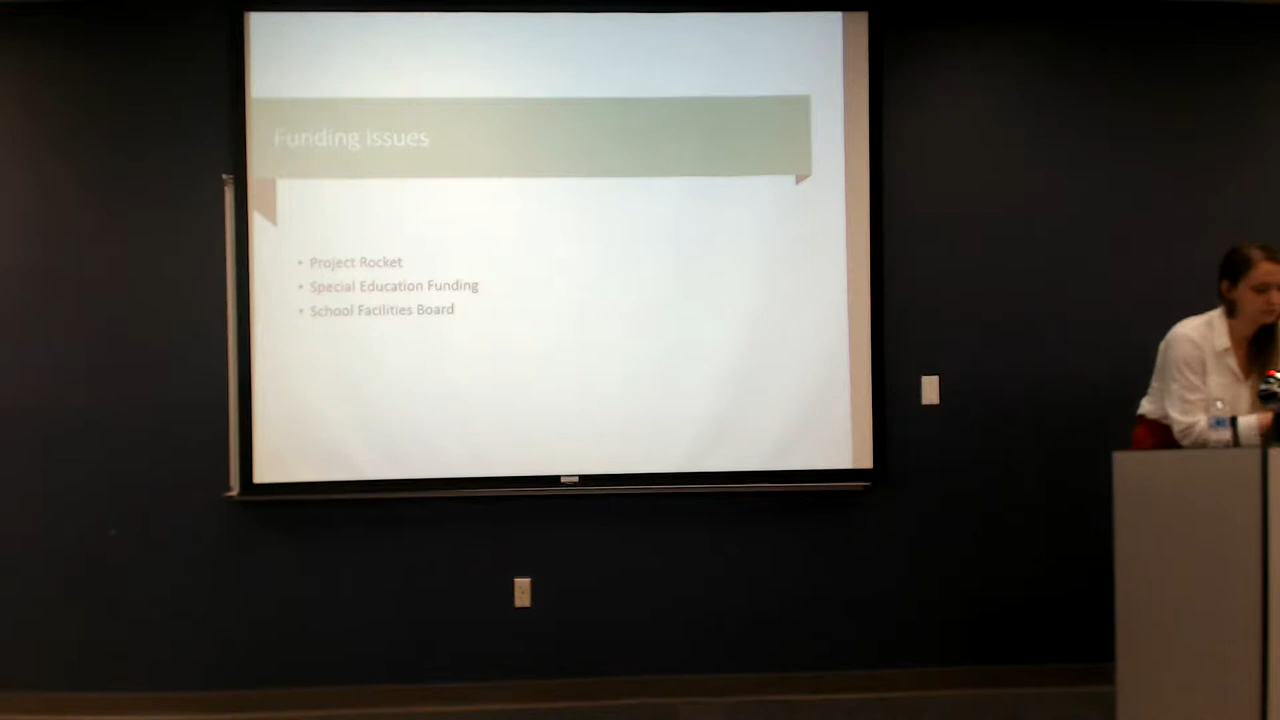 Funding Issues
• Project Rocket
• Special Education Funding
• School Facilities Board